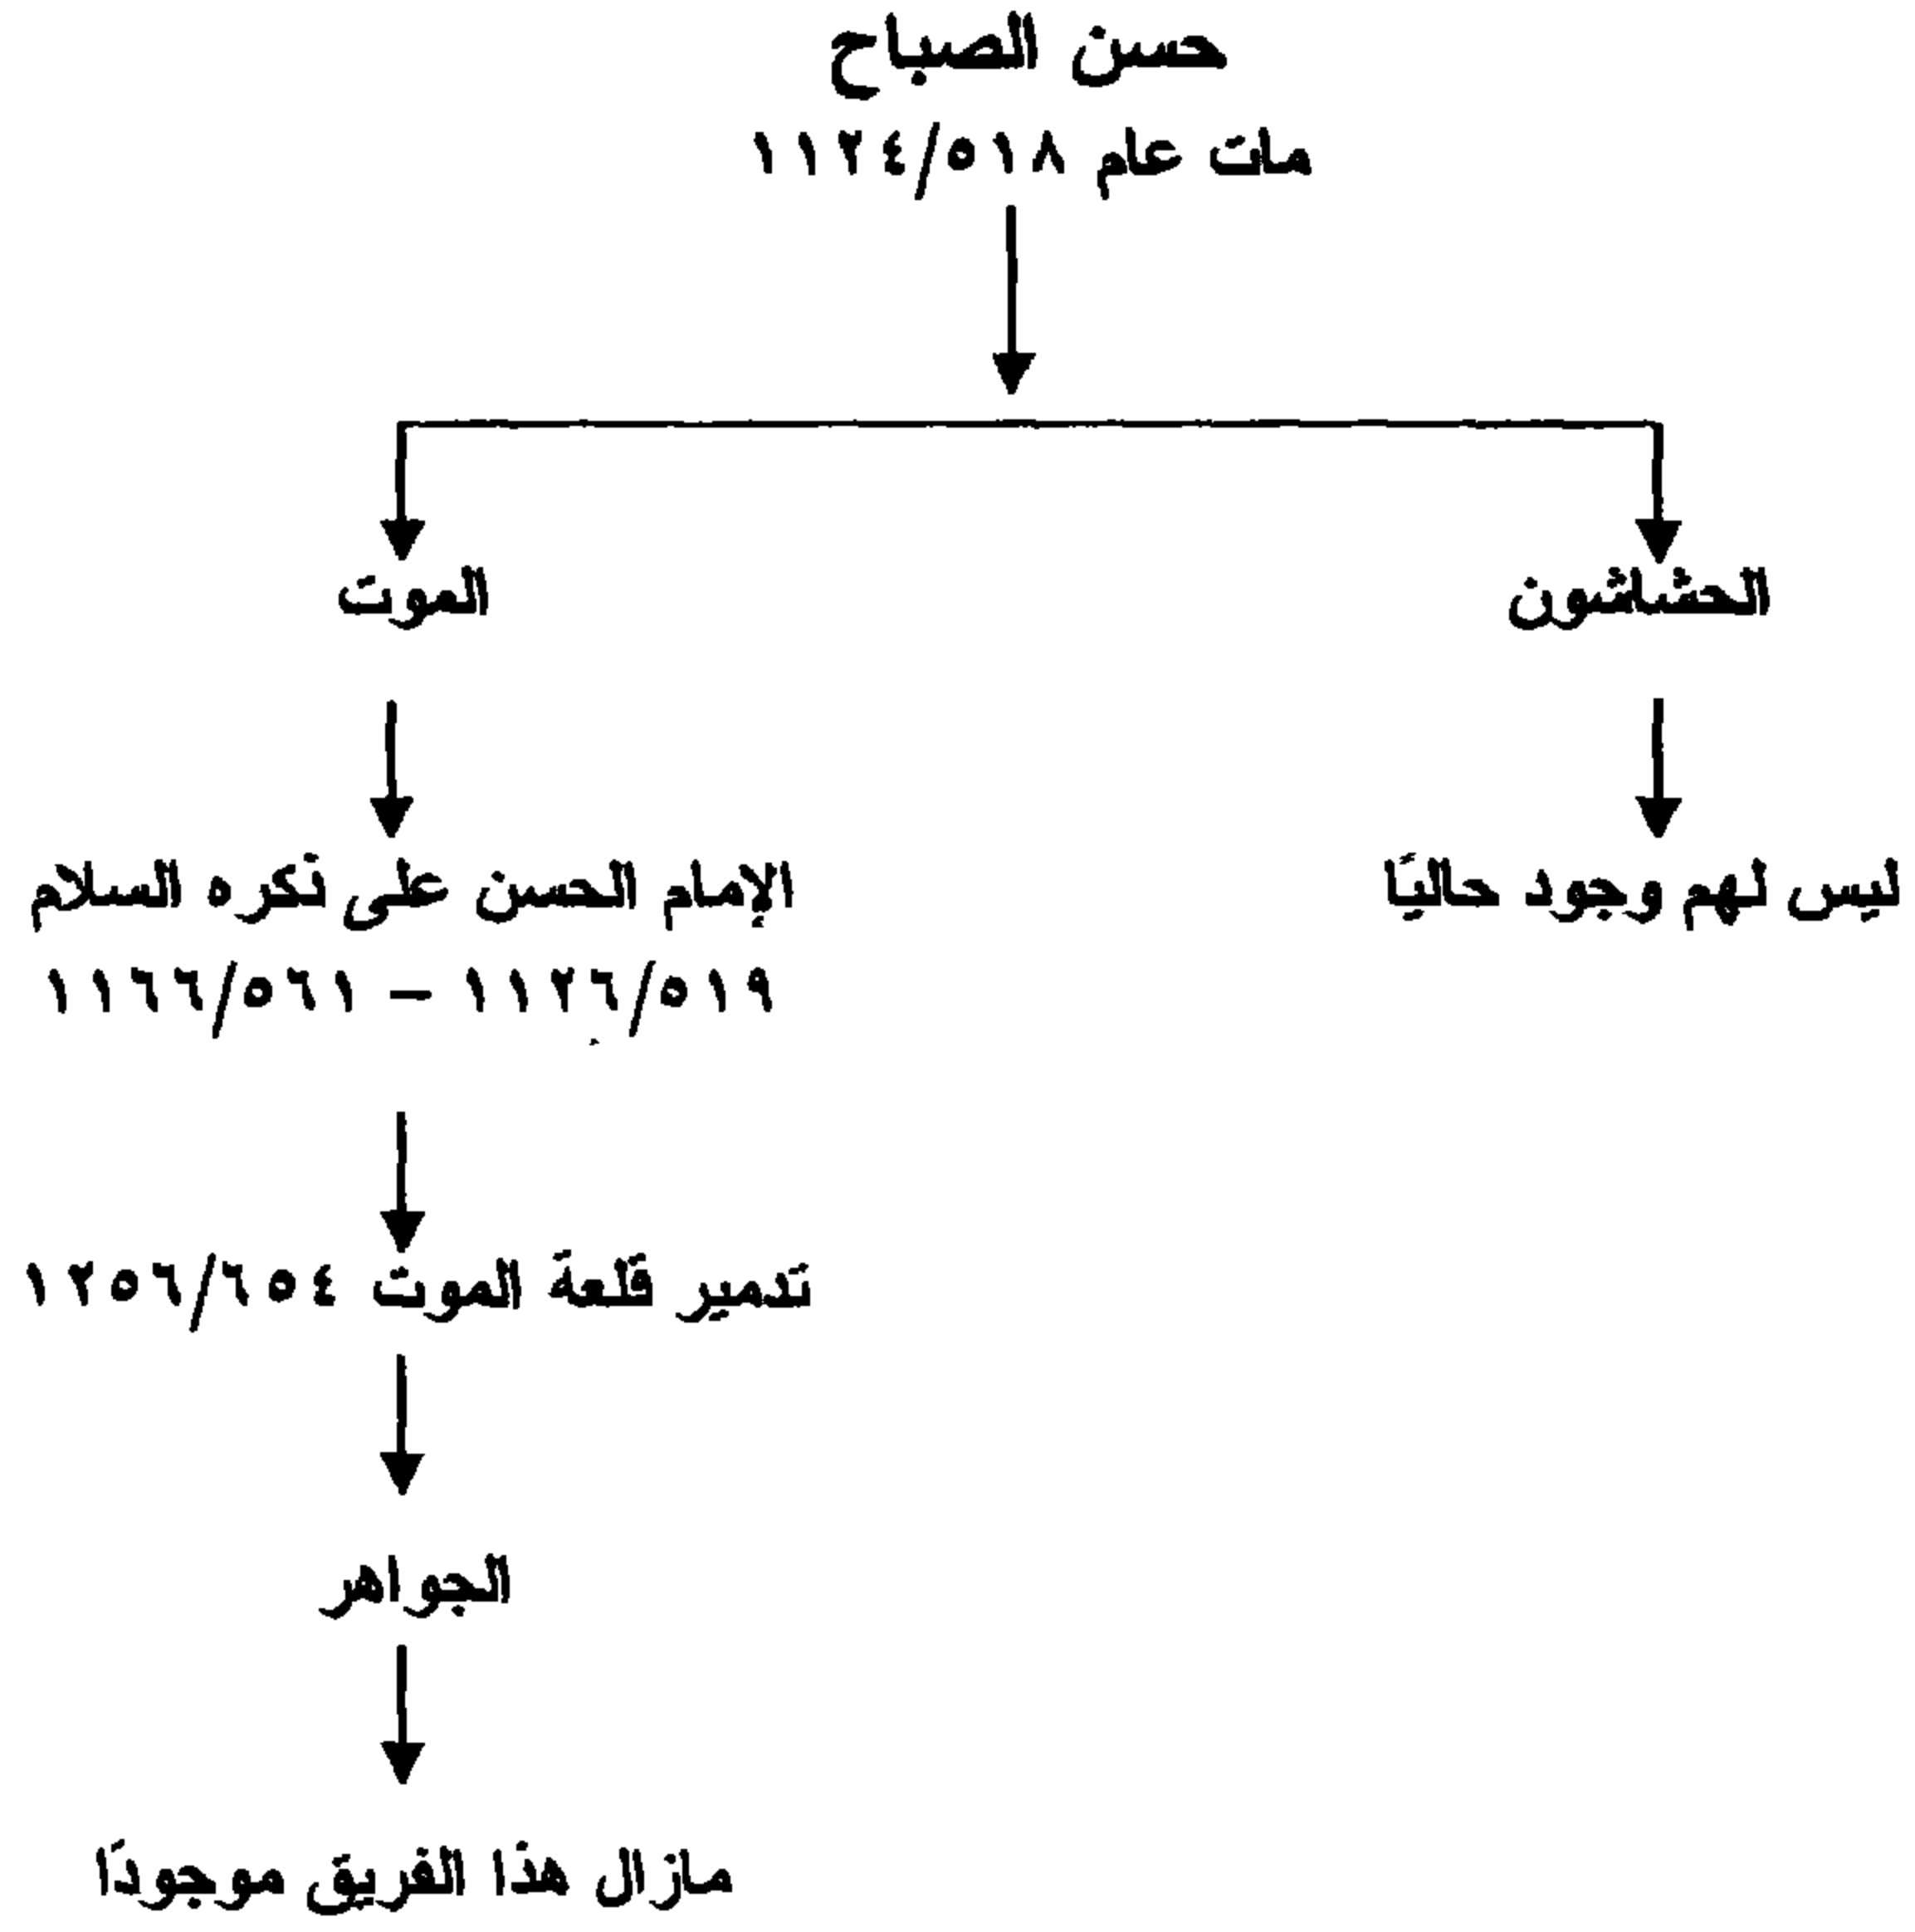 حسن الصباح
مات عام ٥١٨/١١٢٤
الحشاشون
الموت
ليس لهم وجود حاليًا
الإمام الحسن على نكره السلام
٥١٩/١١٢٦ – ٥٦١/١١٦٦
تدمير قلعة الموت ٦٥٤/١٢٥٦
الجواهر
مازال هذا الفريق موجودًا